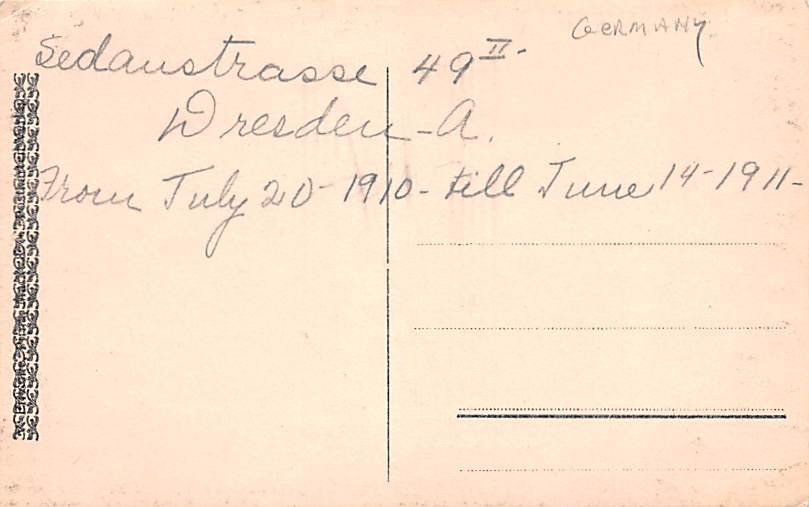 GERMANY
Sedanstrasse 49 II-
Dresden-A.
From July 20-1910-till June 14-1911-